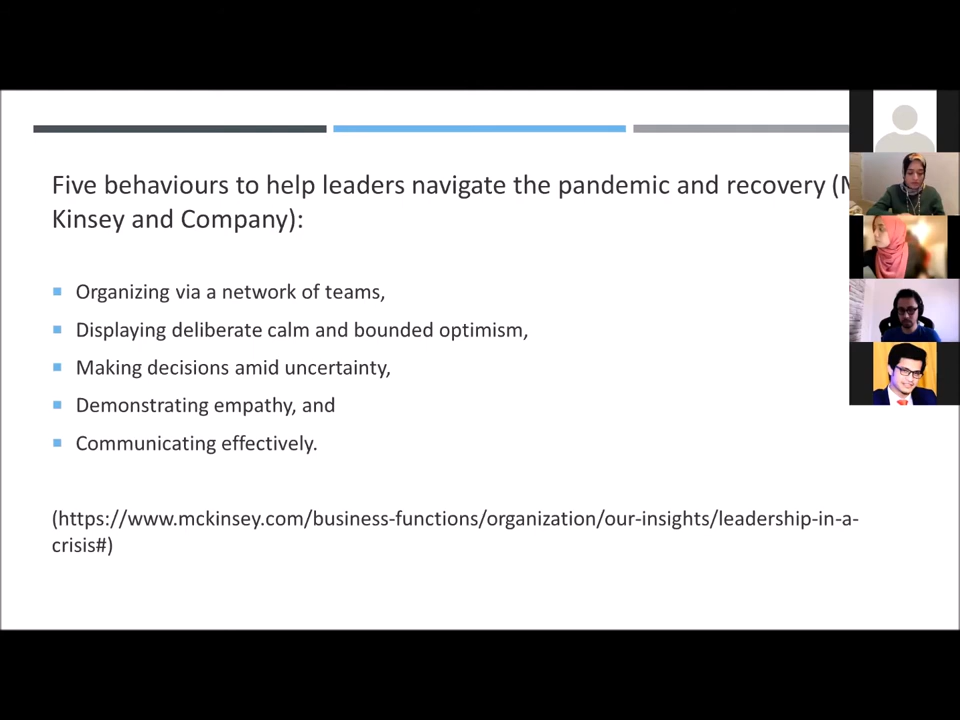 Five behaviours to help leaders navigate the pandemic and recovery (
Kinsey and Company):
Organizing via a network of teams,
Displaying deliberate calm and bounded optimism,
Making decisions amid uncertainty,
Demonstrating empathy, and
Communicating effectively.
(https://www.mckinsey.com/business-functions/organization/our-insights/leadership-in-a-
crisis#)